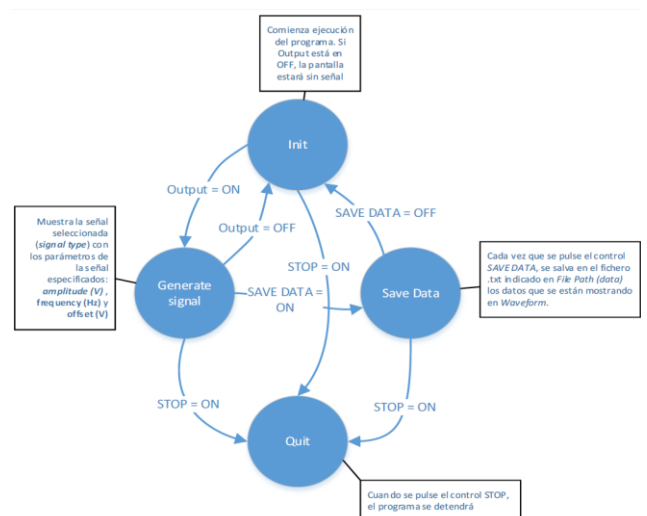 Comienza ejecución
del programa. Si
Output está en
OFF, la pantalla
estará sin señal
Init
Output = ON
Output = OFF
SAVE DATA = OFF
Muestra la señal
seleccionada
(signal type) con
los parámetros de
la señal
especificados:
amplitude (V) ,
frequency (Hz) y
offset (V)
Generate
signal
STOP = ON
SAVE DATA =
ON
Save Data
Cada vez que se pulse el control
SAVE DATA, se salva en el fichero
.txt indicado en File Path (data)
los datos que se están mostrando
en Waveform.
STOP = ON
STOP = ON
Quit
Cuando se pulse el control STOP,
el programa se detendrá